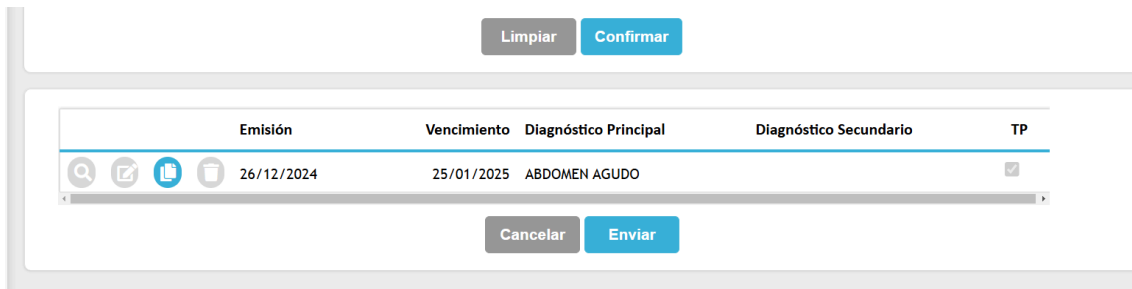 Limpiar Confirmar
Emisión Vencimiento Diagnóstico Principal Diagnóstico Secundario TP
26/12/2024 25/01/2025 ABDOMEN AGUDO
Cancelar Enviar